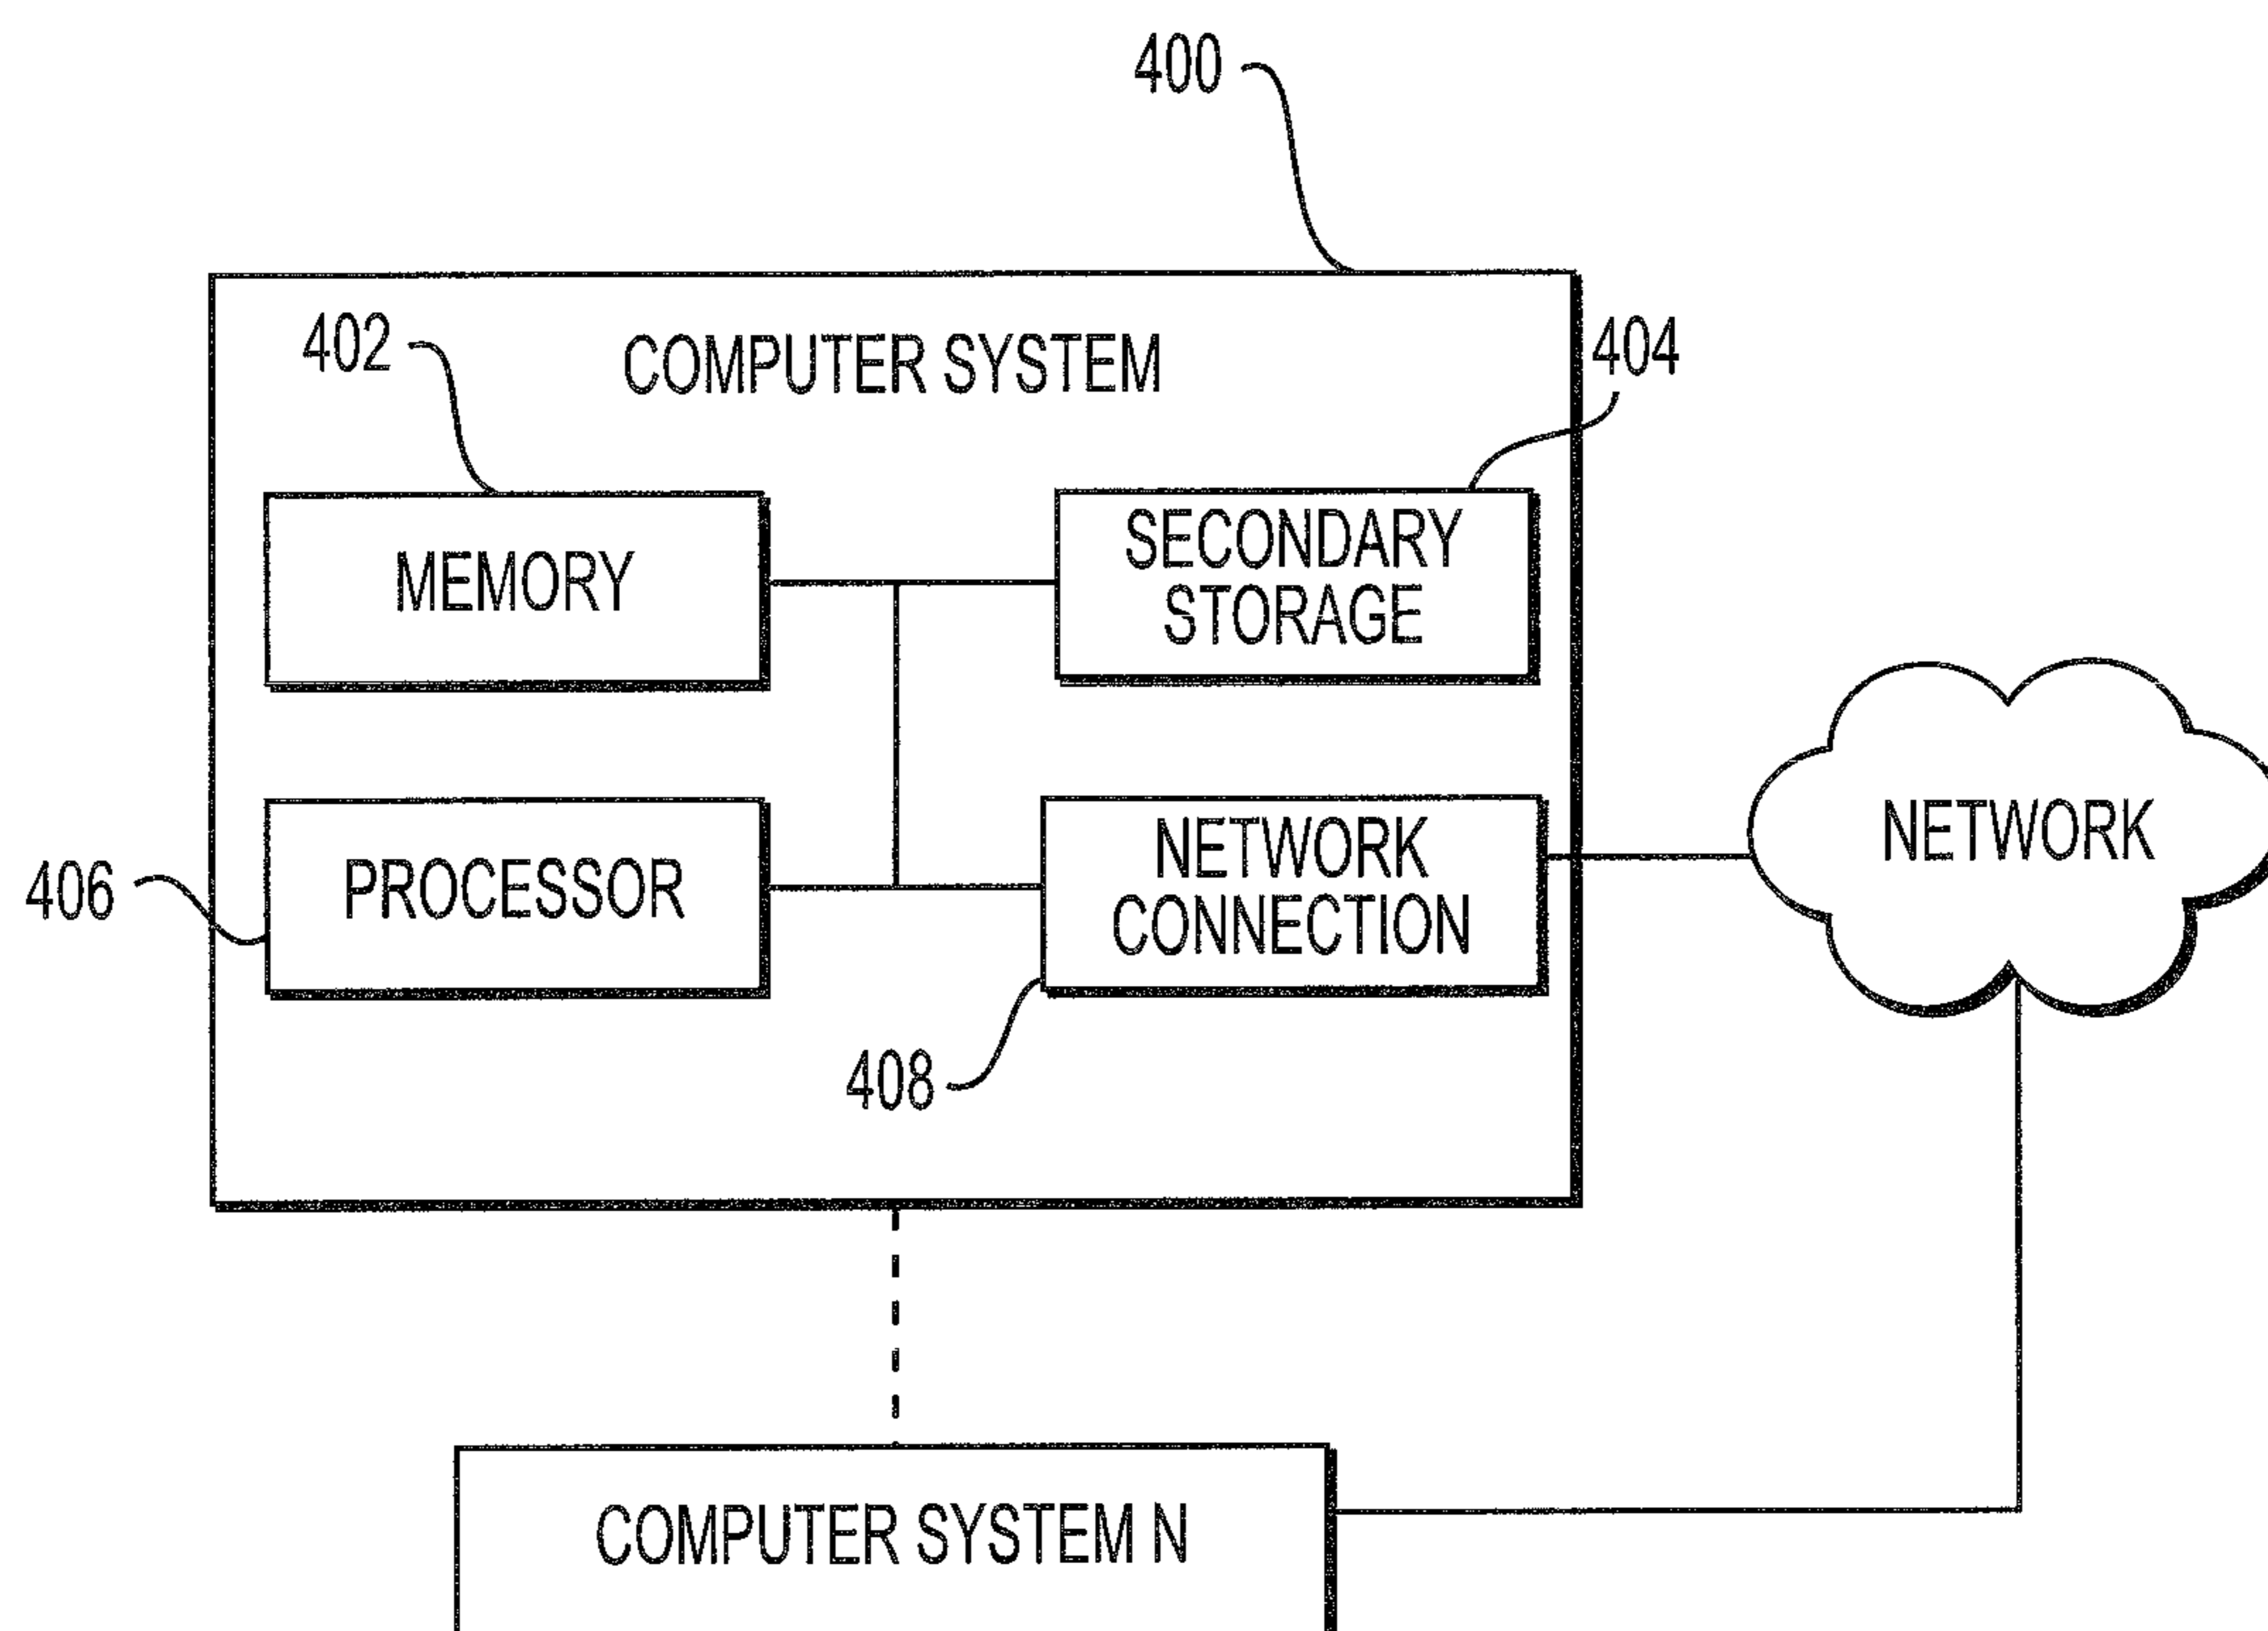 400
402
COMPUTER SYSTEM
404
MEMORY
SECONDARY
STORAGE
406
PROCESSOR
NETWORK
CONNECTION
NETWORK
408
COMPUTER SYSTEM N